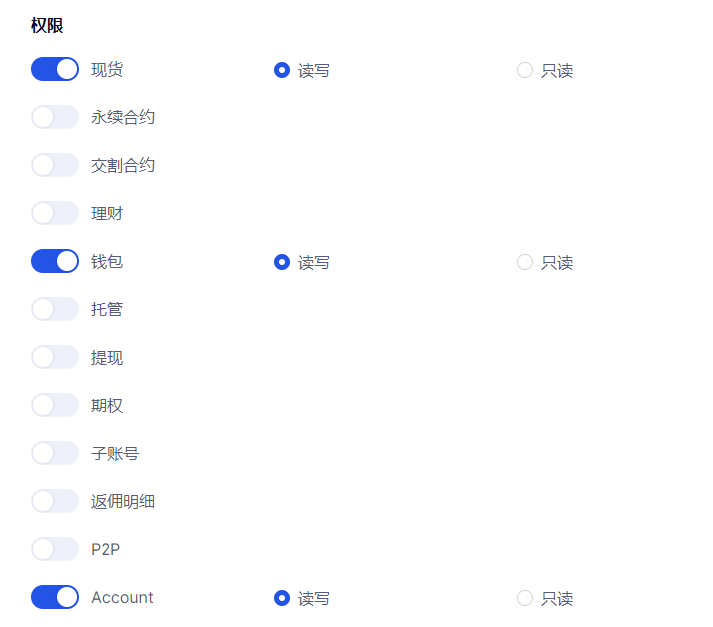 权限
现货 读写 只读
永续合约
交割合约
理财
钱包 读写 只读
托管
提现
期权
子账号
返佣明细
P2P
Account 读写 只读